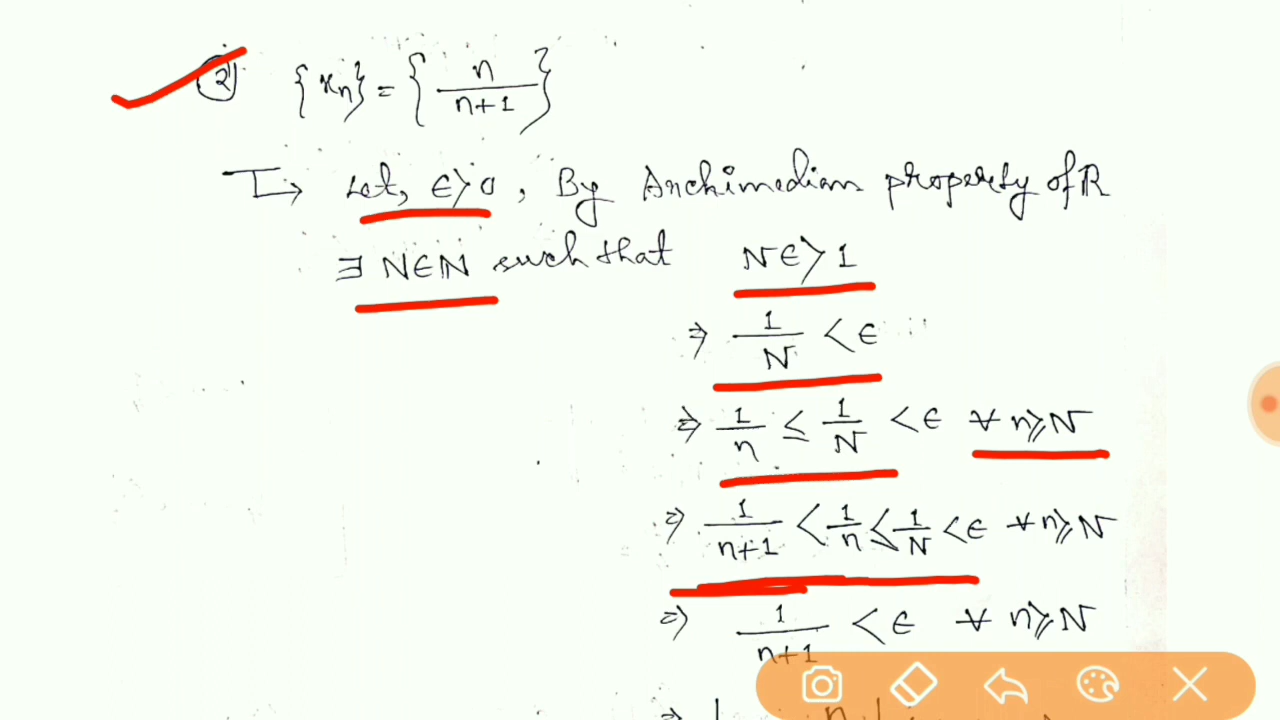 ② {xn} = { n/(n+1) }
Let, ϵ>0, By Archimedian property of ℝ
∃ N∈ℕ such that Nϵ>1
⇒ 1/N < ϵ
⇒ 1/n ≤ 1/N < ϵ ∀ n≥N
⇒ 1/(n+1) < 1/n ≤ 1/N < ϵ ∀ n≥N
⇒ 1/(n+1) < ϵ ∀ n≥N